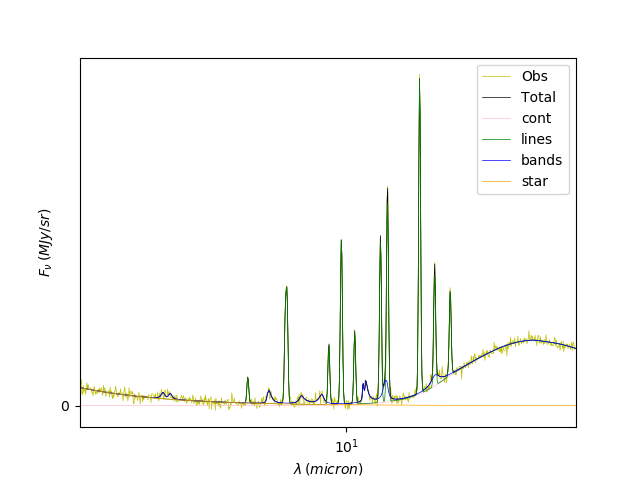 Obs
Total
cont
lines
bands
star
F_ν (MJy/sr)
0
10^1
λ (micron)